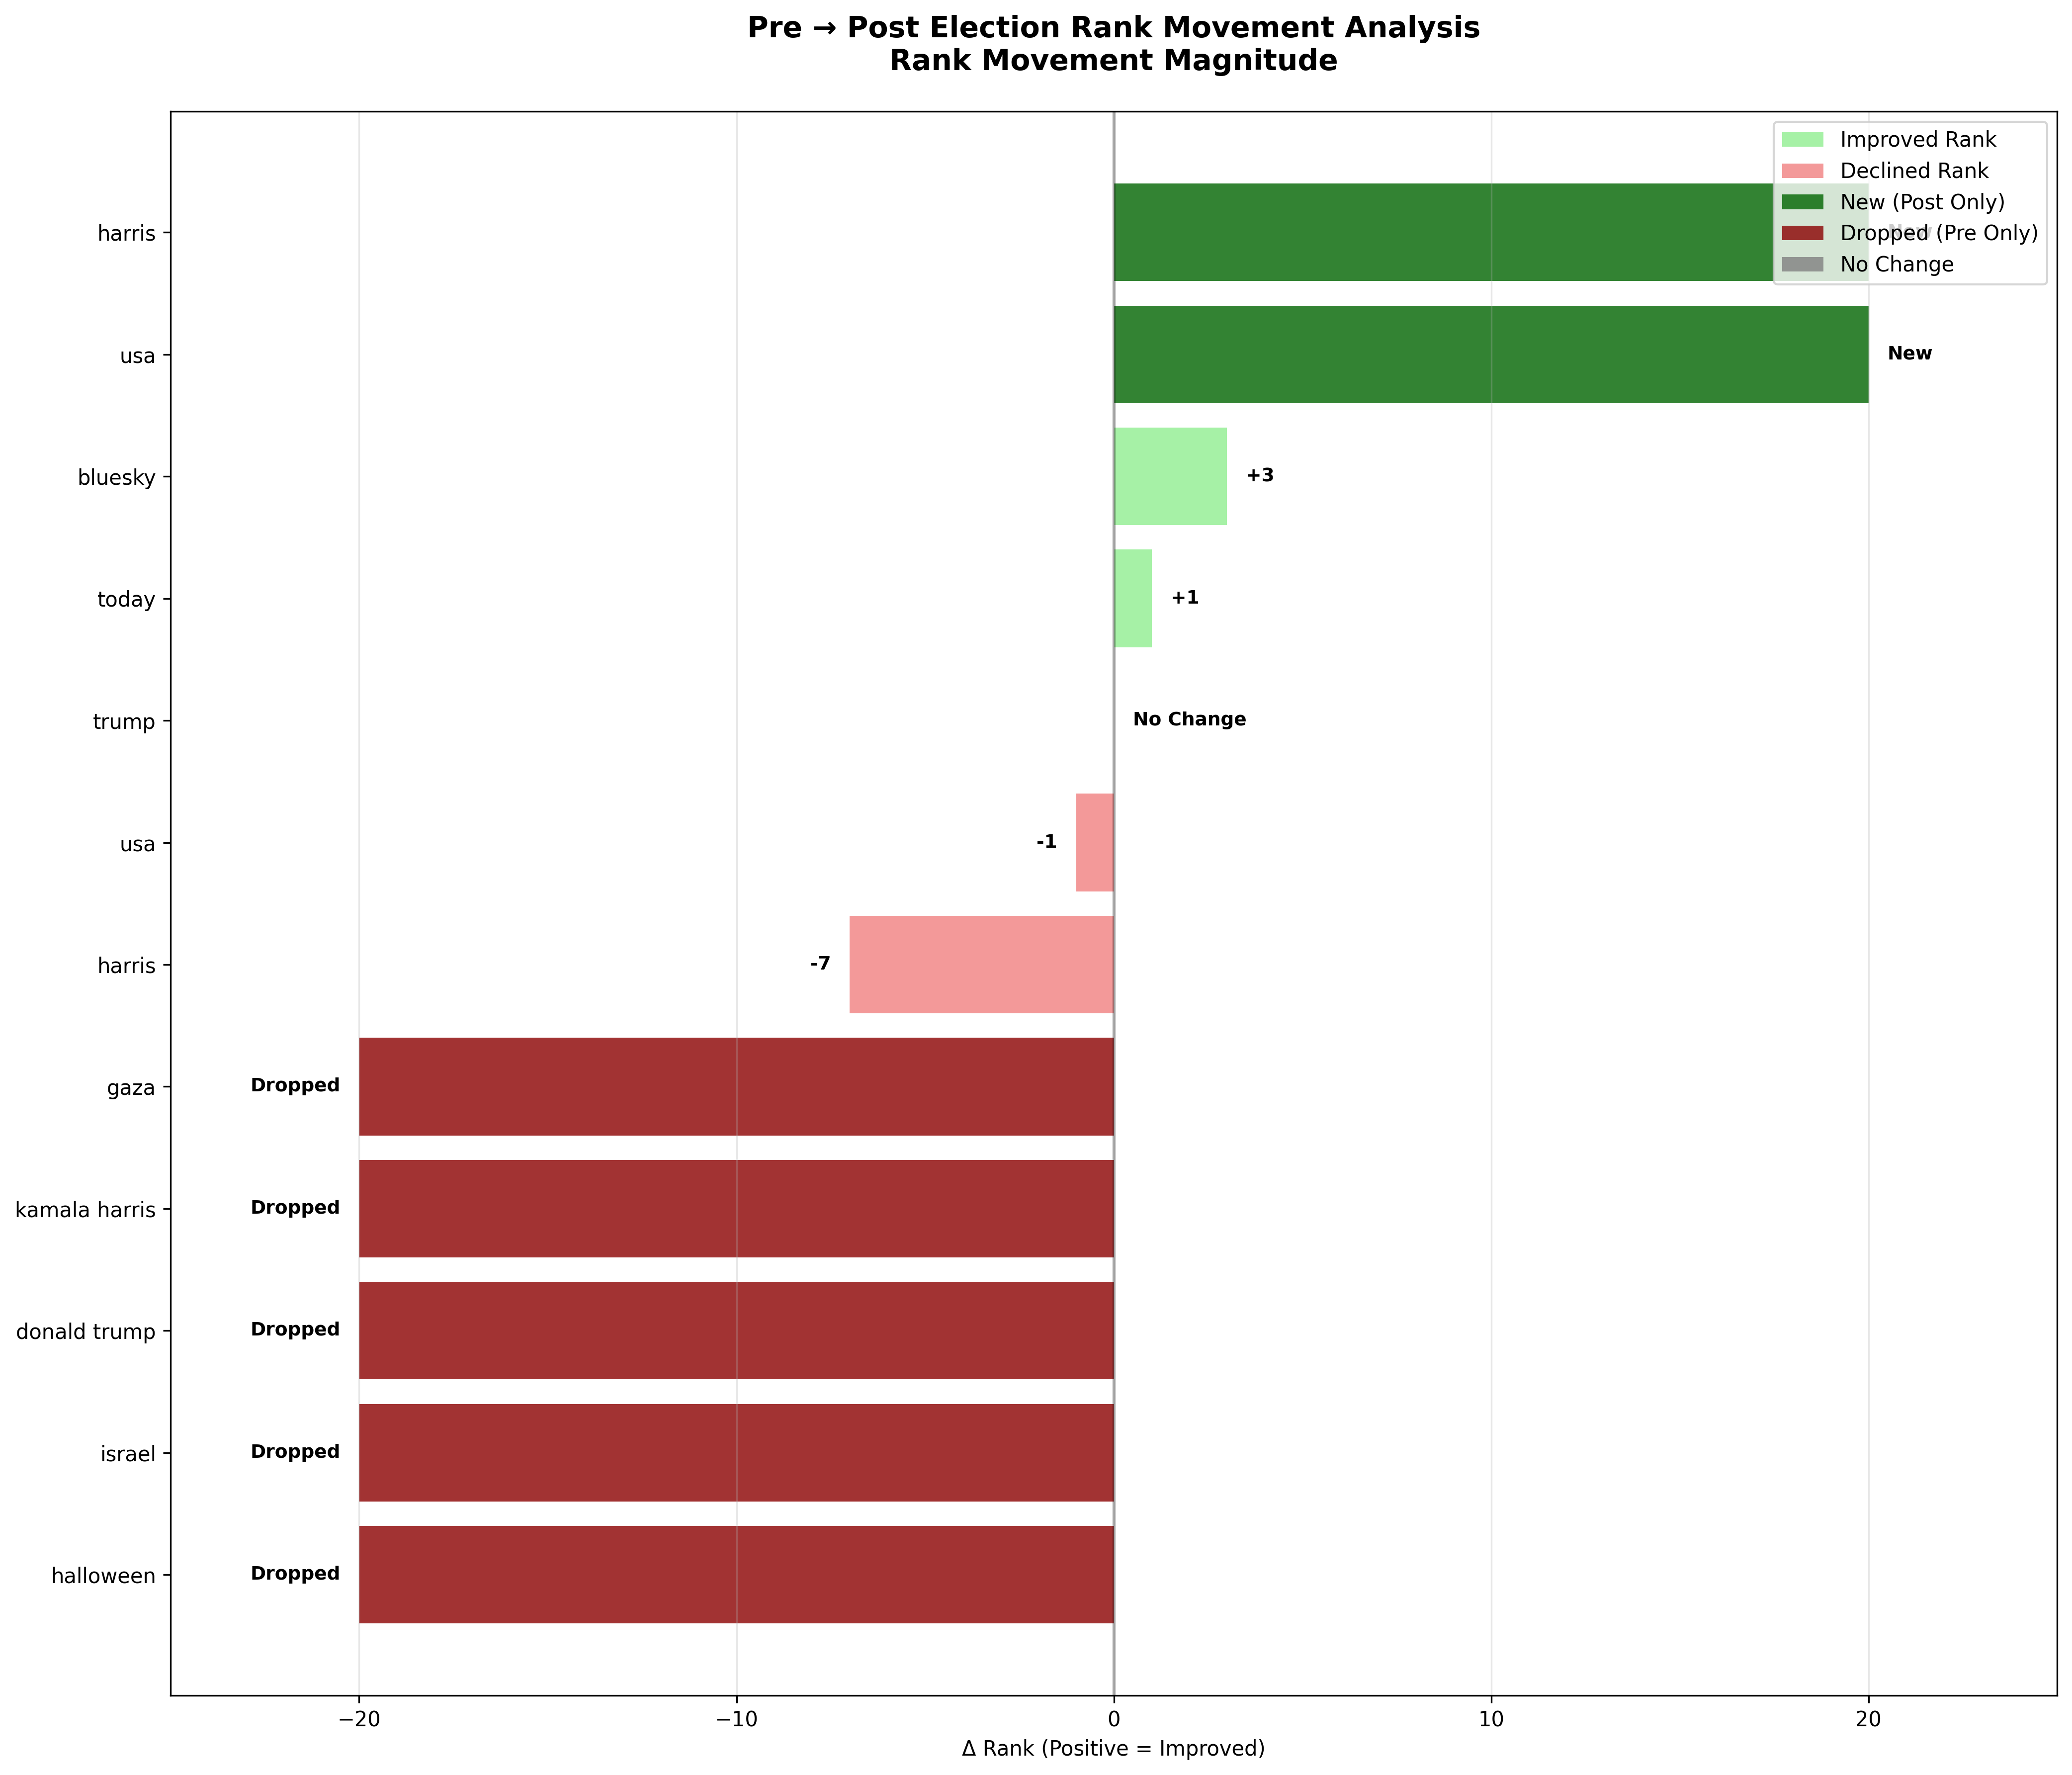 Pre → Post Election Rank Movement Analysis
Rank Movement Magnitude
Improved Rank
Declined Rank
New (Post Only)
Dropped (Pre Only)
No Change
harris
usa
New
bluesky
+3
today
+1
trump
No Change
usa
-1
harris
-7
gaza
Dropped
kamala harris
Dropped
donald trump
Dropped
israel
Dropped
halloween
Dropped
−20 −10 0 10 20
Δ Rank (Positive = Improved)